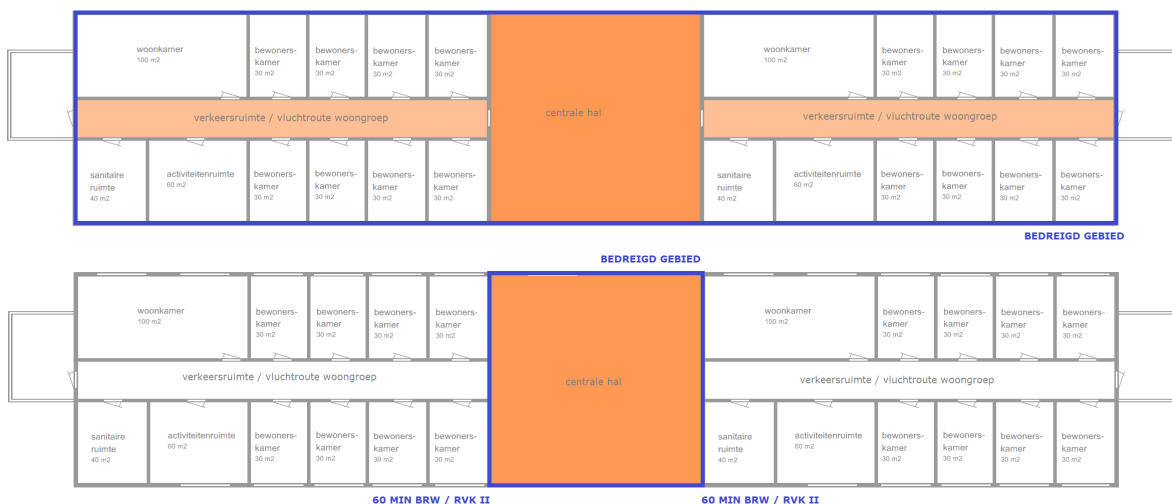 woonkamer
100 m2
bewoners-
kamer
30 m2
bewoners-
kamer
30 m2
bewoners-
kamer
30 m2
bewoners-
kamer
30 m2
centrale hal
woonkamer
100 m2
bewoners-
kamer
30 m2
bewoners-
kamer
30 m2
bewoners-
kamer
30 m2
bewoners-
kamer
30 m2
verkeersruimte / vluchtroute woongroep
verkeersruimte / vluchtroute woongroep
sanitaire
ruimte
40 m2
activiteitenruimte
60 m2
bewoners-
kamer
30 m2
bewoners-
kamer
30 m2
bewoners-
kamer
30 m2
bewoners-
kamer
30 m2
sanitaire
ruimte
40 m2
activiteitenruimte
60 m2
bewoners-
kamer
30 m2
bewoners-
kamer
30 m2
bewoners-
kamer
30 m2
bewoners-
kamer
30 m2
BEDREIGD GEBIED
BEDREIGD GEBIED
woonkamer
100 m2
bewoners-
kamer
30 m2
bewoners-
kamer
30 m2
bewoners-
kamer
30 m2
bewoners-
kamer
30 m2
centrale hal
woonkamer
100 m2
bewoners-
kamer
30 m2
bewoners-
kamer
30 m2
bewoners-
kamer
30 m2
bewoners-
kamer
30 m2
verkeersruimte / vluchtroute woongroep
verkeersruimte / vluchtroute woongroep
sanitaire
ruimte
40 m2
activiteitenruimte
60 m2
bewoners-
kamer
30 m2
bewoners-
kamer
30 m2
bewoners-
kamer
30 m2
bewoners-
kamer
30 m2
sanitaire
ruimte
40 m2
activiteitenruimte
60 m2
bewoners-
kamer
30 m2
bewoners-
kamer
30 m2
bewoners-
kamer
30 m2
bewoners-
kamer
30 m2
60 MIN BRW / RVK II
60 MIN BRW / RVK II